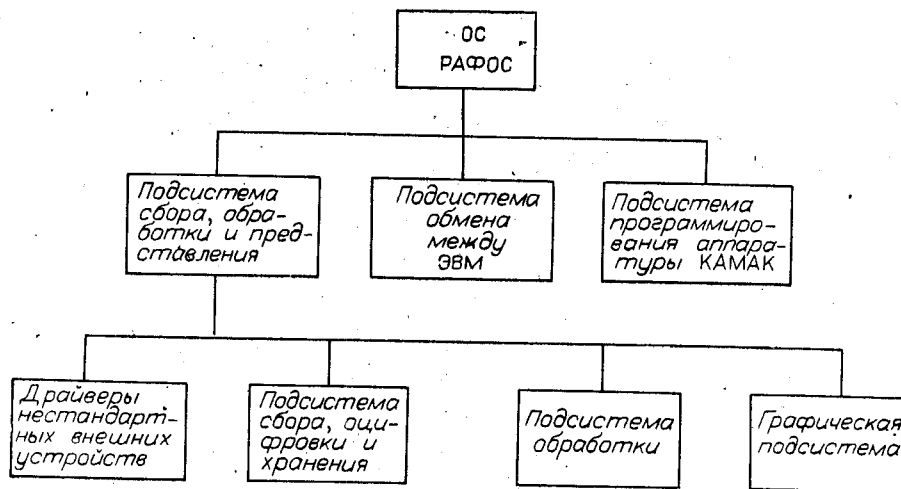 ОС
РАФОС
Подсистема
сбора, обра-
ботки и пред-
ставления
Подсистема
обмена
между
ЭВМ
Подсистема
программиро-
вания аппара-
туры КАМАК
Драйверы
нестандарт-
ных внешних
устройств
Подсистема
сбора, оци-
фровки и
хранения
Подсистема
обработки
Графическая
подсистема